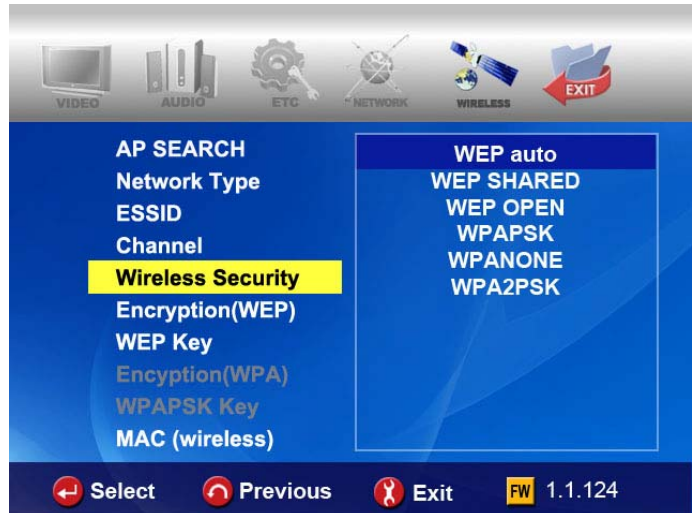 VIDEO
AUDIO
ETC
NETWORK
WIRELESS
EXIT
AP SEARCH
Network Type
ESSID
Channel
Wireless Security
Encryption(WEP)
WEP Key
Encyption(WPA)
WPAPSK Key
MAC (wireless)
WEP auto
WEP SHARED
WEP OPEN
WPAPSK
WPANONE
WPA2PSK
Select
Previous
Exit
FW 1.1.124